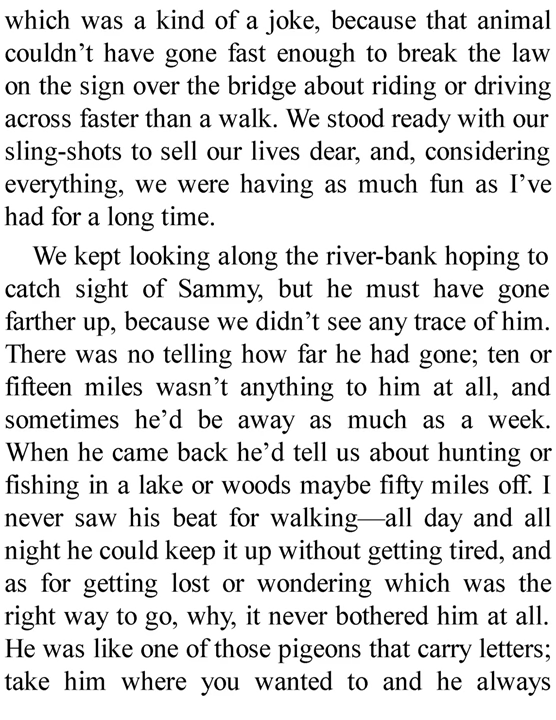 which was a kind of a joke, because that animal
couldn’t have gone fast enough to break the law
on the sign over the bridge about riding or driving
across faster than a walk. We stood ready with our
sling-shots to sell our lives dear, and, considering
everything, we were having as much fun as I’ve
had for a long time.
We kept looking along the river-bank hoping to
catch sight of Sammy, but he must have gone
farther up, because we didn’t see any trace of him.
There was no telling how far he had gone; ten or
fifteen miles wasn’t anything to him at all, and
sometimes he’d be away as much as a week.
When he came back he’d tell us about hunting or
fishing in a lake or woods maybe fifty miles off. I
never saw his beat for walking—all day and all
night he could keep it up without getting tired, and
as for getting lost or wondering which was the
right way to go, why, it never bothered him at all.
He was like one of those pigeons that carry letters;
take him where you wanted to and he always